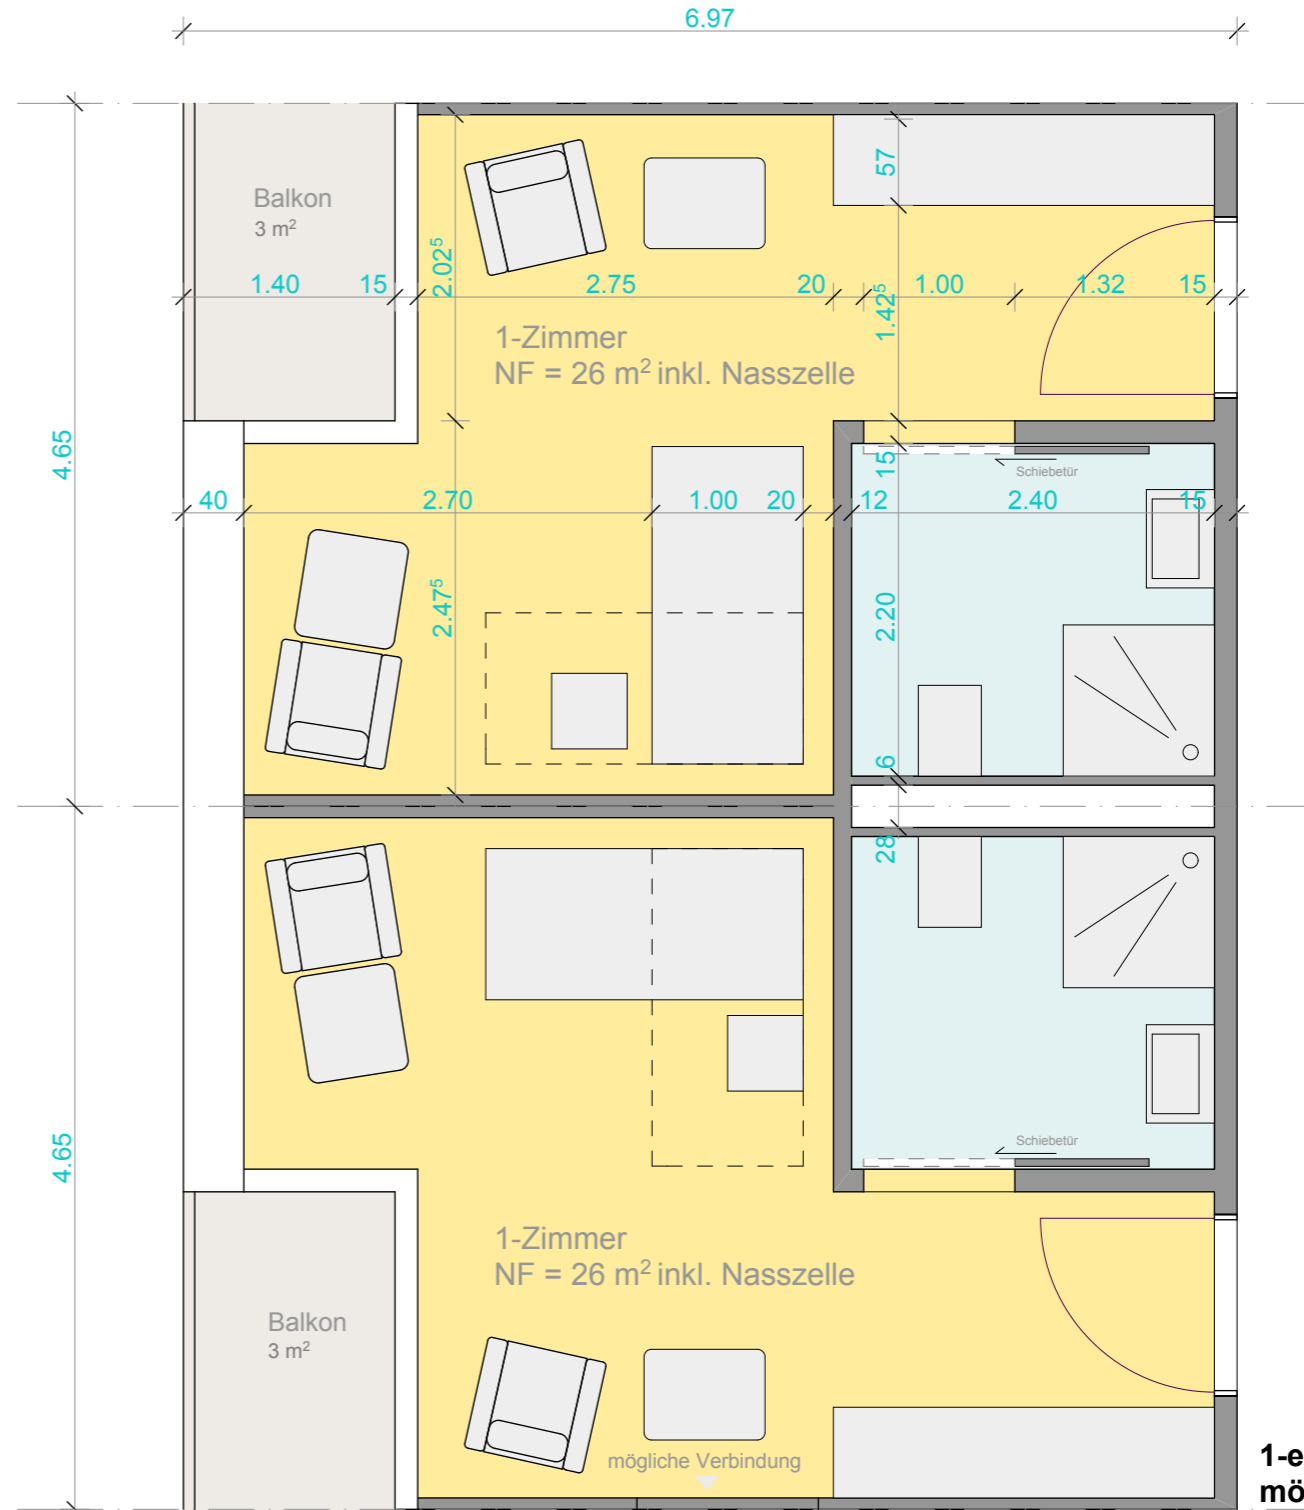 6.97
57
Balkon
3 m²
2.02⁵
1.40
15
2.75
20
1.00
1.32
15
1.42⁵
1-Zimmer
NF = 26 m² inkl. Nasszelle
4.65
15
Schiebetür
40
2.70
1.00
20
12
2.40
15
2.47⁵
2.20
6
28
4.65
Schiebetür
1-Zimmer
NF = 26 m² inkl. Nasszelle
Balkon
3 m²
mögliche Verbindung
1-e
mö